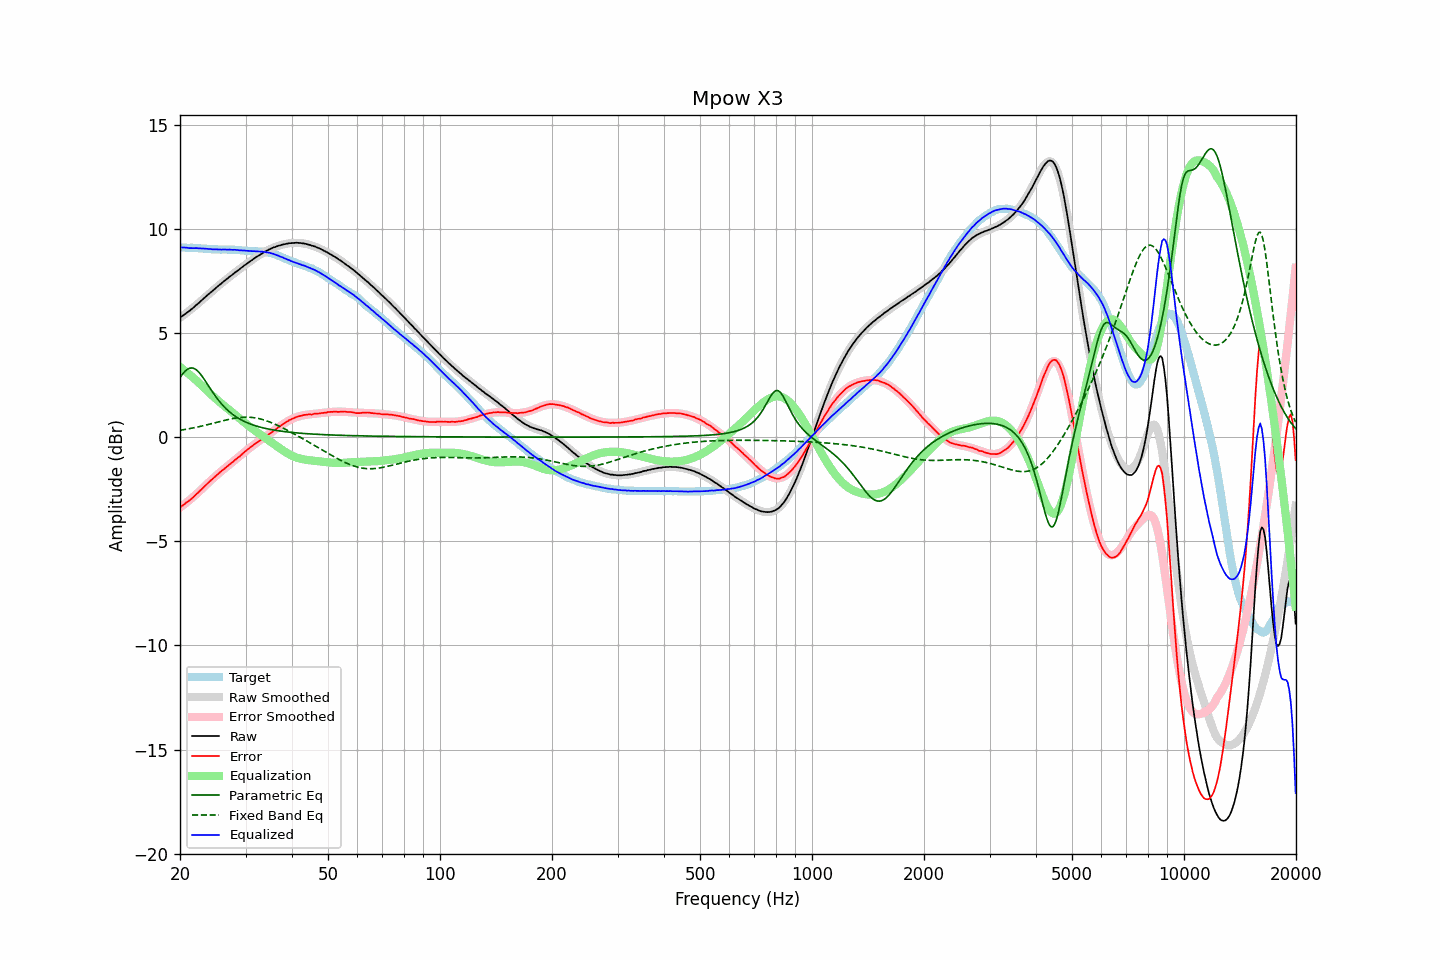 Mpow X3
Amplitude (dBr)
15
10
5
0
−5
−10
−15
−20
Target
Raw Smoothed
Error Smoothed
Raw
Error
Equalization
Parametric Eq
Fixed Band Eq
Equalized
20
50
100
200
500
1000
2000
5000
10000
20000
Frequency (Hz)